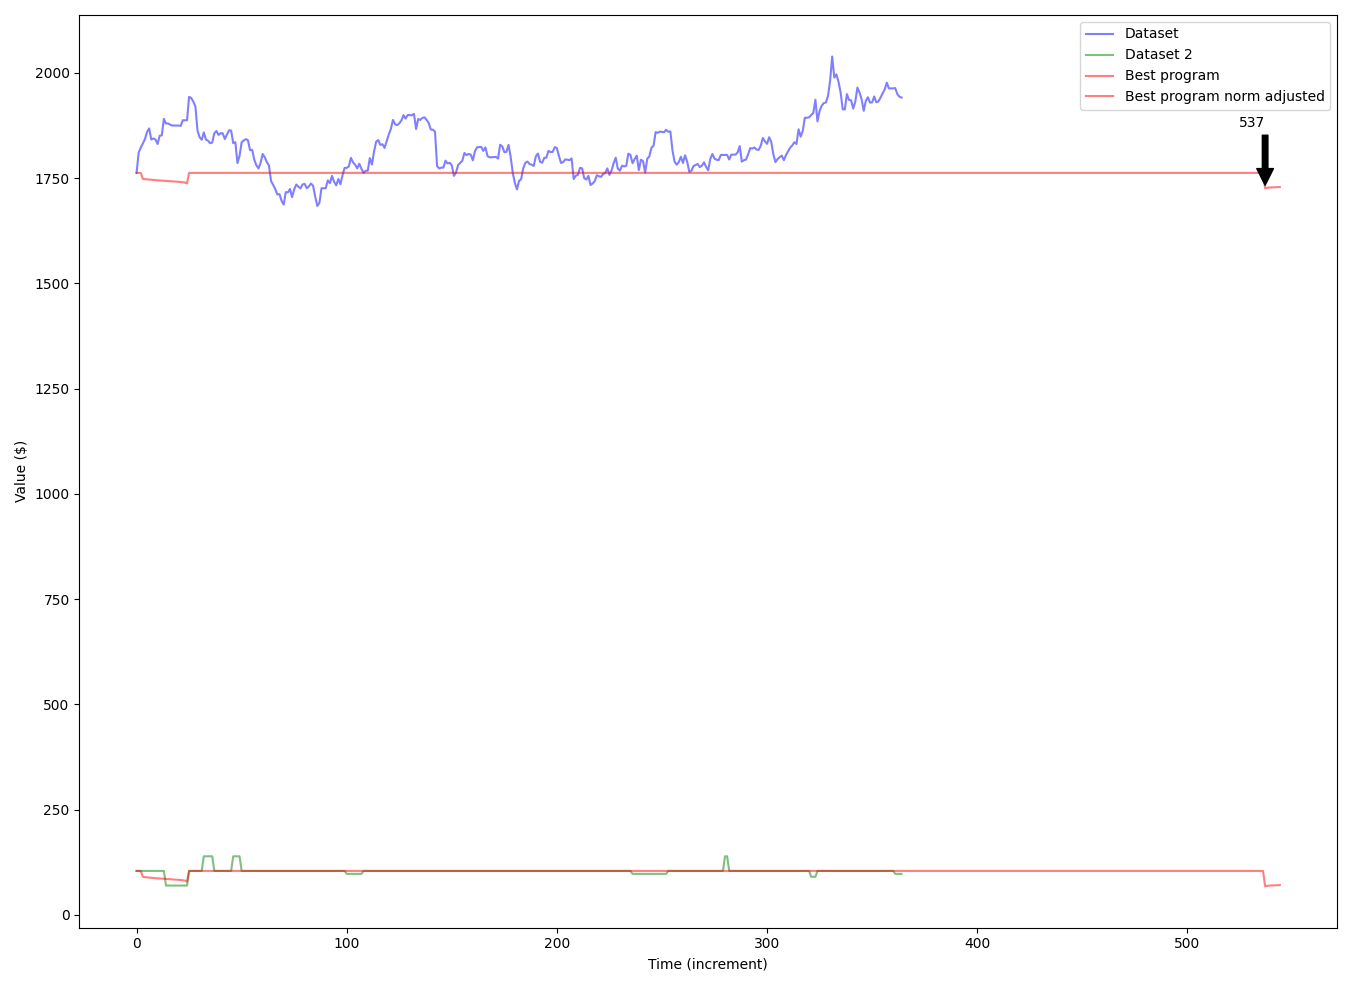 Dataset
Dataset 2
Best program
Best program norm adjusted
537
2000
1750
1500
1250
1000
750
500
250
0
Value ($)
0 100 200 300 400 500
Time (increment)